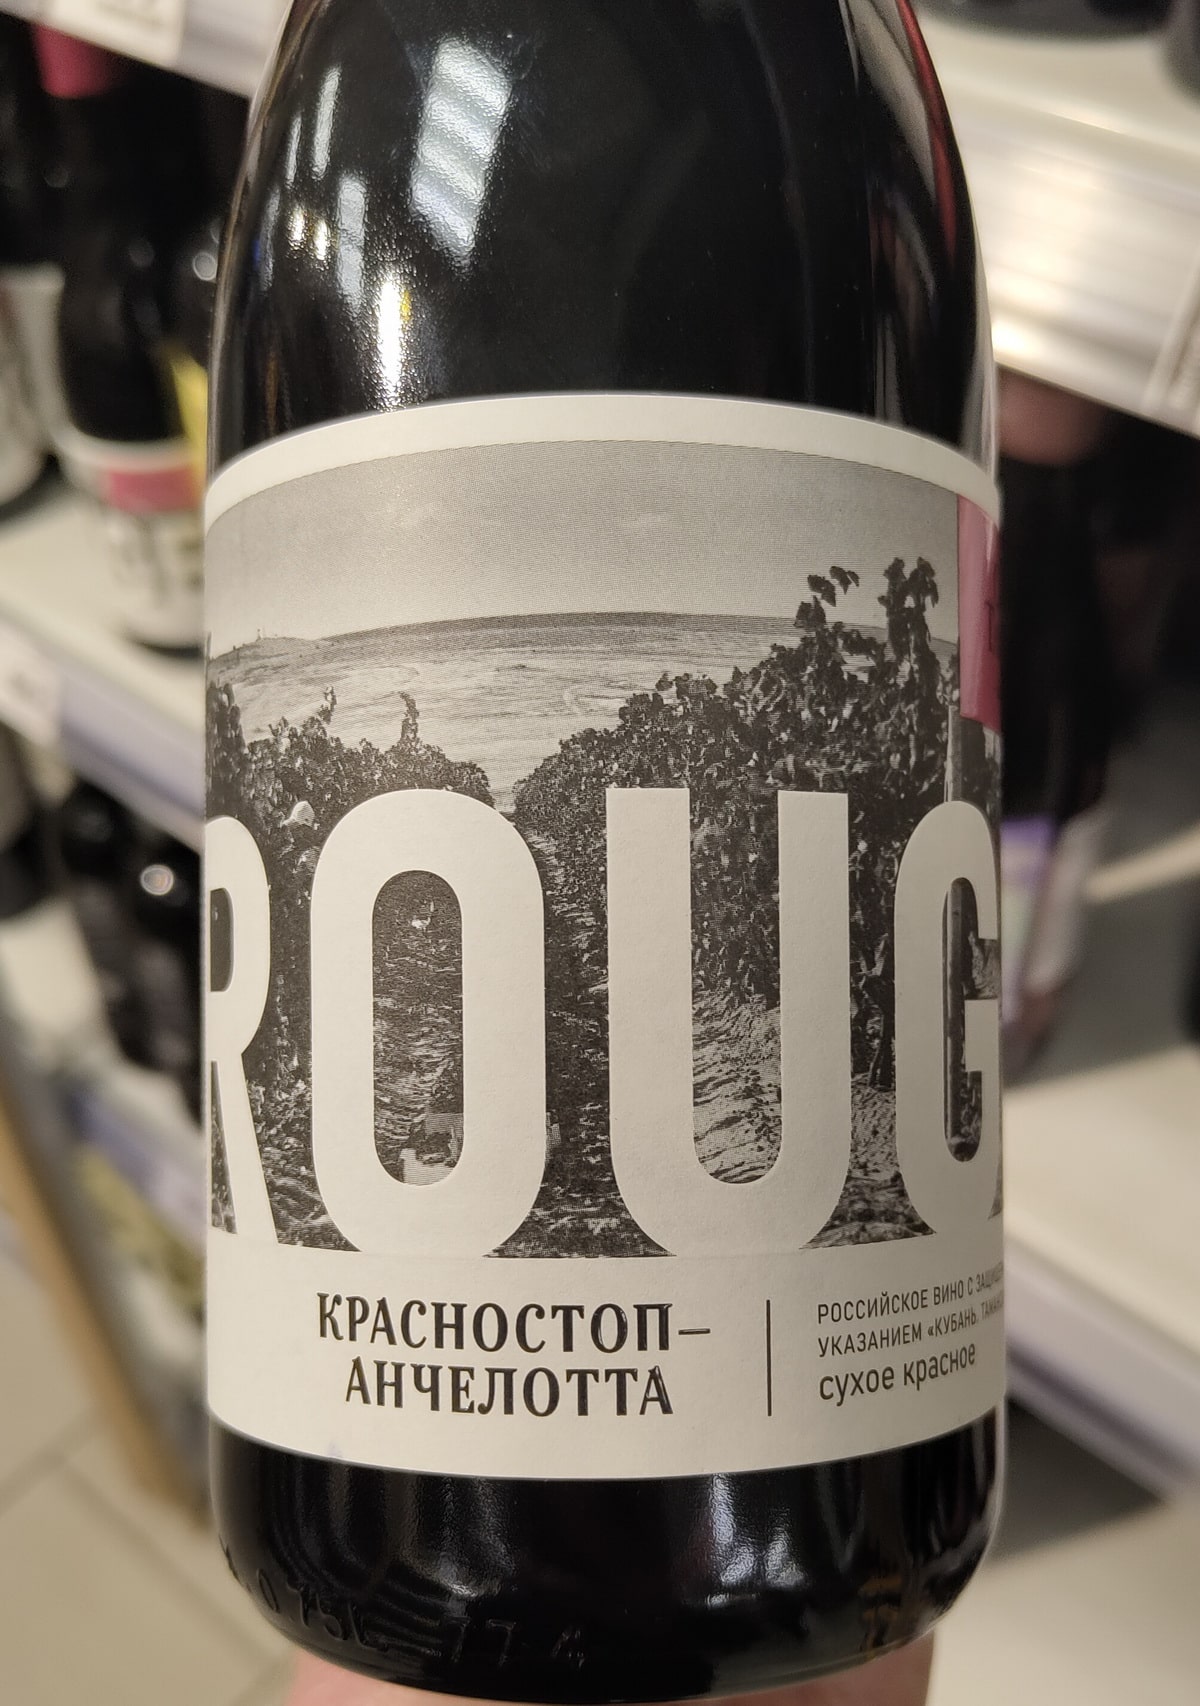 ROUG
КРАСНОСТОП-
АНЧЕЛОТТА
РОССИЙСКОЕ ВИНО С
УКАЗАНИЕМ «КУБАНЬ.
сухое красное